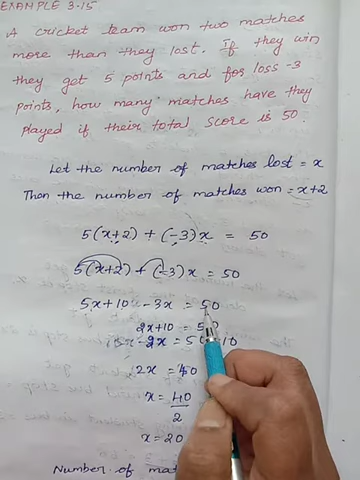 EXAMPLE 3.15
A cricket team won two matches
more than they lost. If they win
they get 5 points and for loss -3
points, how many matches have they
played if their total score is 50.
Let the number of matches lost = x
Then the number of matches won = x+2
5(x+2) + (-3)x = 50
5(x+2) + (-3)x = 50
5x+10 -3x = 50
2x+10 =
2x = 50 10
2x = 40
x = 40/2
x = 20
Number of